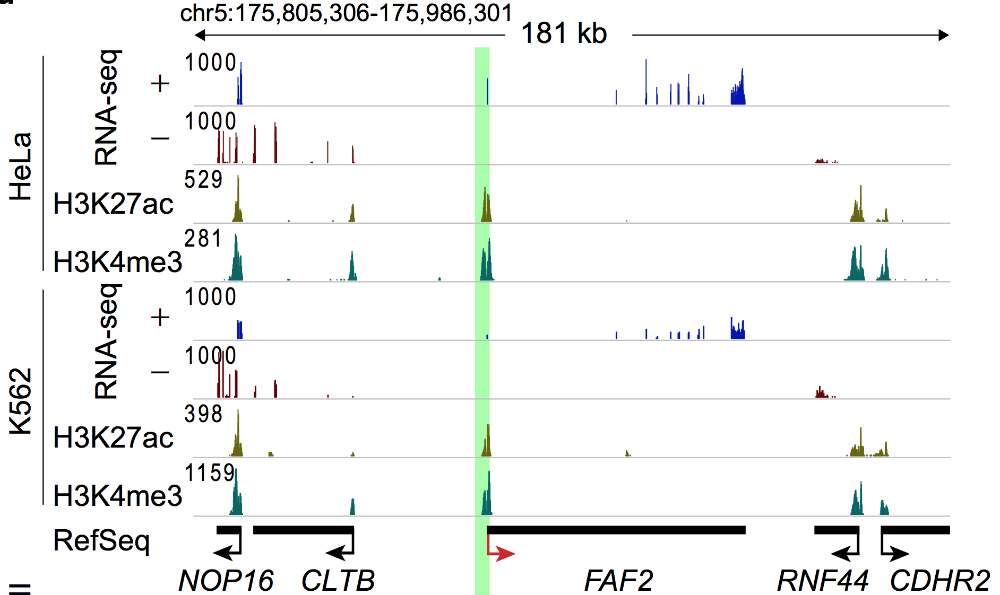 chr5:175,805,306-175,986,301
181 kb
HeLa
RNA-seq
+
1000
−
1000
H3K27ac
529
H3K4me3
281
K562
RNA-seq
+
1000
−
1000
H3K27ac
398
H3K4me3
1159
RefSeq
NOP16 CLTB FAF2 RNF44 CDHR2